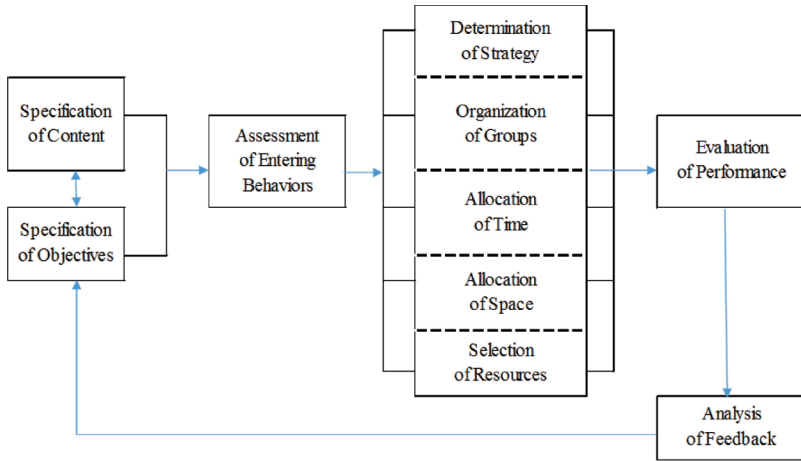 Specification
of Content
Specification
of Objectives
Assessment
of Entering
Behaviors
Determination
of Strategy
Organization
of Groups
Allocation
of Time
Allocation
of Space
Selection
of Resources
Evaluation
of Performance
Analysis
of Feedback